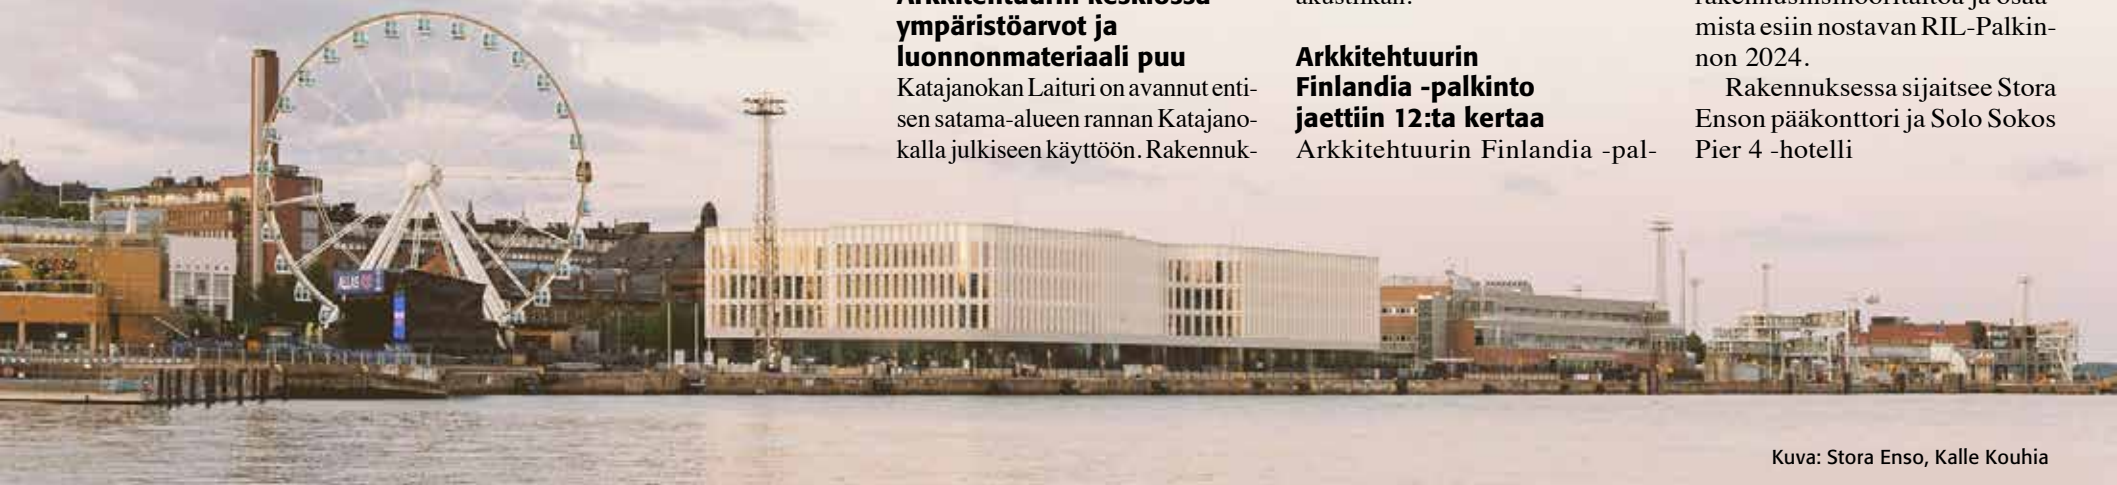 ympäristöarvot ja
luonnonmateriaali puu
Katajanokan Laituri on avannut enti-
sen satama-alueen rannan Katajano-
kalla julkiseen käyttöön. Rakennuk-
Arkkitehtuurin
Finlandia -palkinto
jaettiin 12:ta kertaa
Arkkitehtuurin Finlandia -pal-
mista esiin nostavan RIL-Palkin-
non 2024.
Rakennuksessa sijaitsee Stora
Enson pääkonttori ja Solo Sokos
Pier 4 -hotelli
ALLAS
Kuva: Stora Enso, Kalle Kouhia